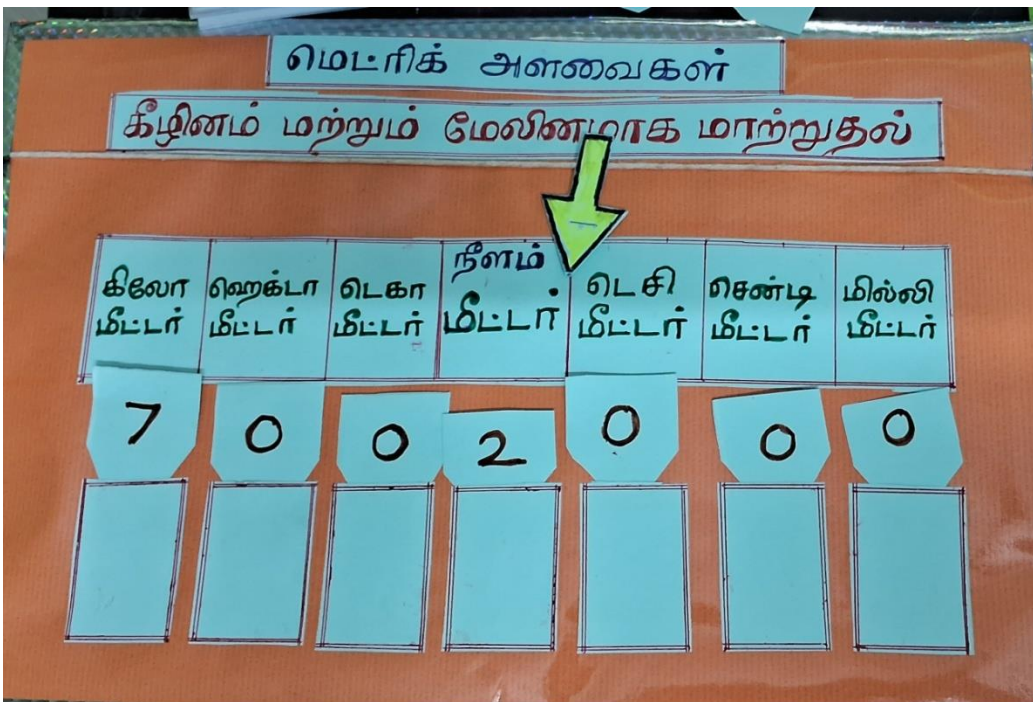 மெட்ரிக் அளவைகள்
கீழினம் மற்றும் மேலினமாக மாற்றுதல்
கிலோ மீட்டர்
ஹெக்டா மீட்டர்
டெகா மீட்டர்
நீளம் மீட்டர்
டெசி மீட்டர்
சென்டி மீட்டர்
மில்லி மீட்டர்
7 0 0 2 0 0 0